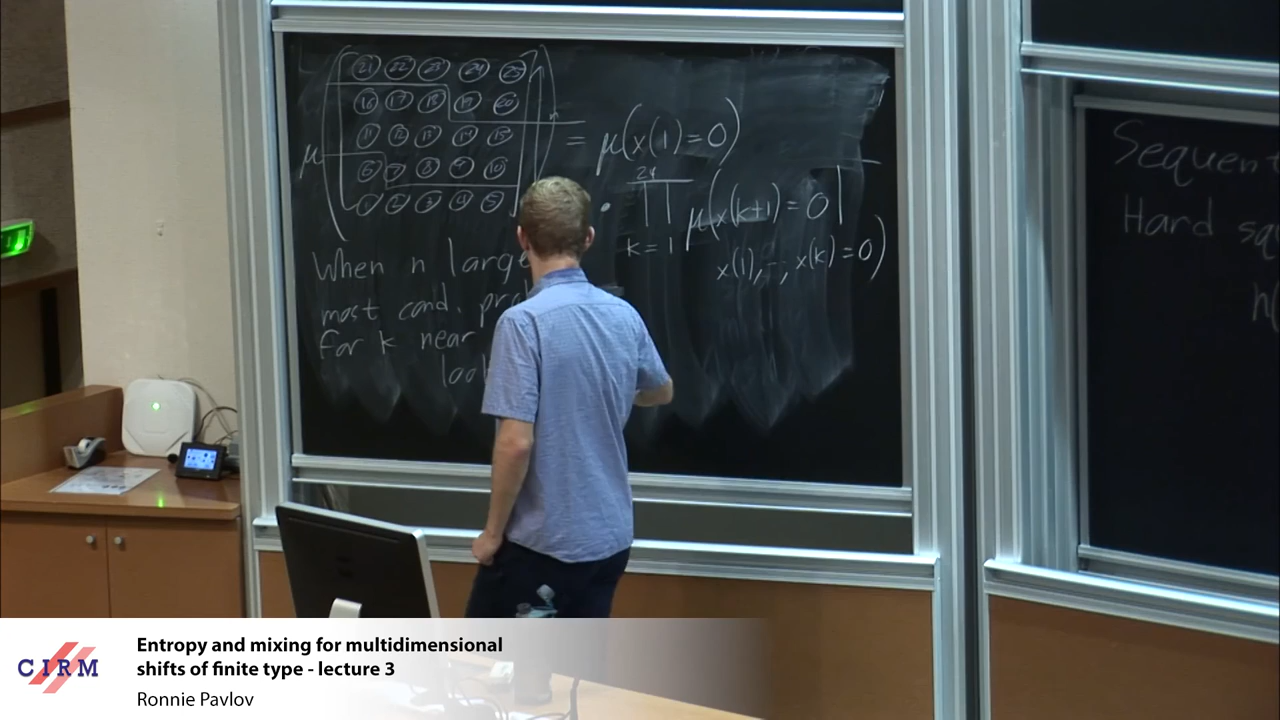 21 22 23 24 25
16 17 18 19 20
11 12 13 14 15
6 7 8 9 10
1 2 3 4 5
μ
= μ(x(1)=0)
24
· ∏ μ(x(k+1)=0|
k=1
x(1),–,x(k)=0)
When n large
most cond.
for k near
Sequen
Hard sq
CIRM
Entropy and mixing for multidimensional
shifts of finite type - lecture 3
Ronnie Pavlov